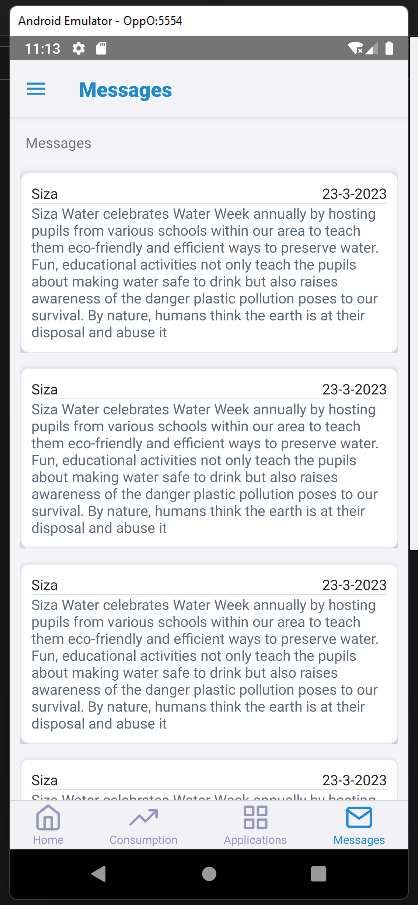 Android Emulator - OppO:5554
11:13
Messages
Messages
Siza 23-3-2023
Siza Water celebrates Water Week annually by hosting
pupils from various schools within our area to teach
them eco-friendly and efficient ways to preserve water.
Fun, educational activities not only teach the pupils
about making water safe to drink but also raises
awareness of the danger plastic pollution poses to our
survival. By nature, humans think the earth is at their
disposal and abuse it
Siza 23-3-2023
Siza Water celebrates Water Week annually by hosting
pupils from various schools within our area to teach
them eco-friendly and efficient ways to preserve water.
Fun, educational activities not only teach the pupils
about making water safe to drink but also raises
awareness of the danger plastic pollution poses to our
survival. By nature, humans think the earth is at their
disposal and abuse it
Siza 23-3-2023
Siza Water celebrates Water Week annually by hosting
pupils from various schools within our area to teach
them eco-friendly and efficient ways to preserve water.
Fun, educational activities not only teach the pupils
about making water safe to drink but also raises
awareness of the danger plastic pollution poses to our
survival. By nature, humans think the earth is at their
disposal and abuse it
Siza 23-3-2023
Siza Water celebrates Water Week annually by hosting
Home Consumption Applications Messages